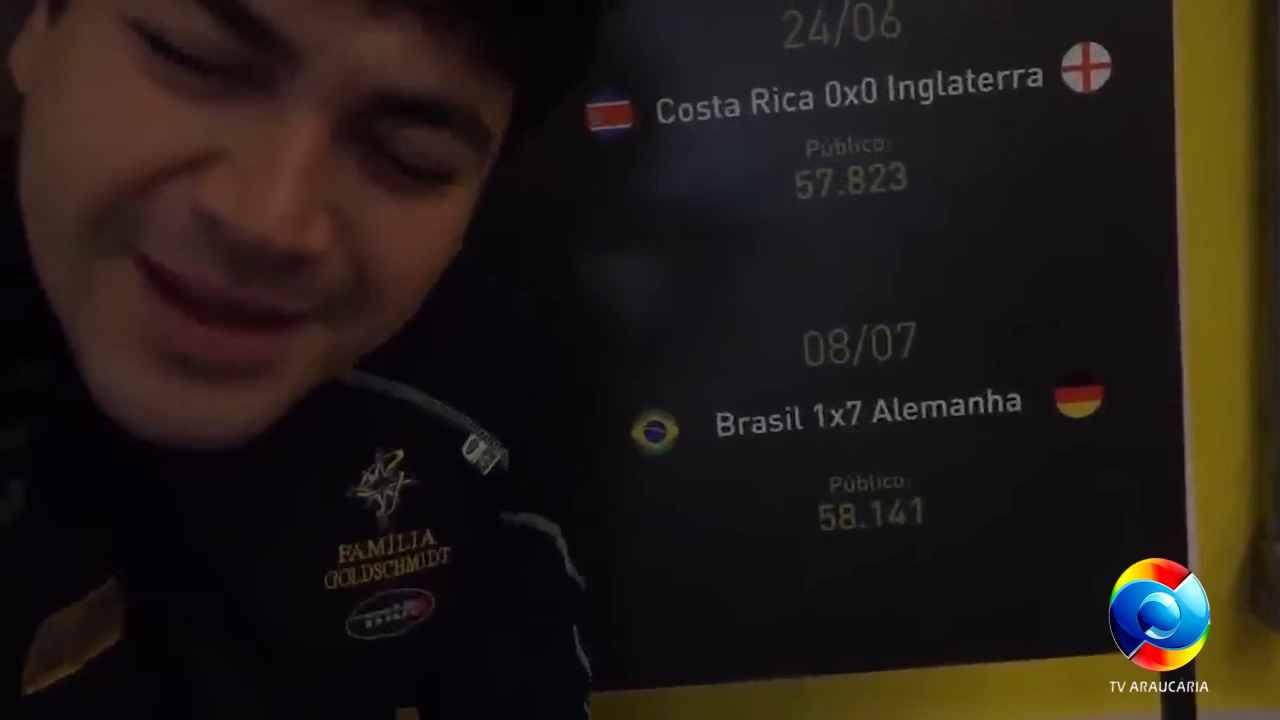 24/06
Costa Rica 0x0 Inglaterra
Público:
57.823
08/07
Brasil 1x7 Alemanha
Público:
58.141
FAMÍLIA
GOLDSCHMIDT
TV ARAUCÁRIA